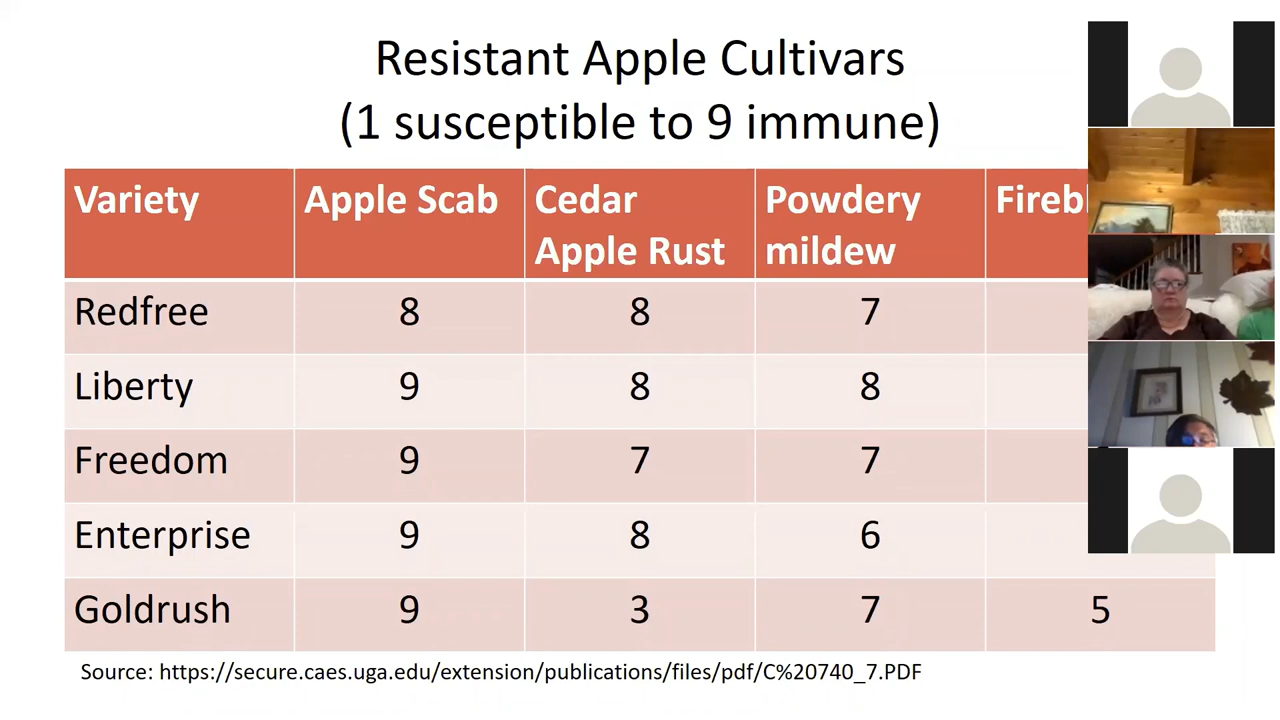 Resistant Apple Cultivars
(1 susceptible to 9 immune)
Variety Apple Scab Cedar Apple Rust Powdery mildew
Redfree 8 8 7
Liberty 9 8 8
Freedom 9 7 7
Enterprise 9 8 6
Goldrush 9 3 7 5
Source: https://secure.caes.uga.edu/extension/publications/files/pdf/C%20740_7.PDF